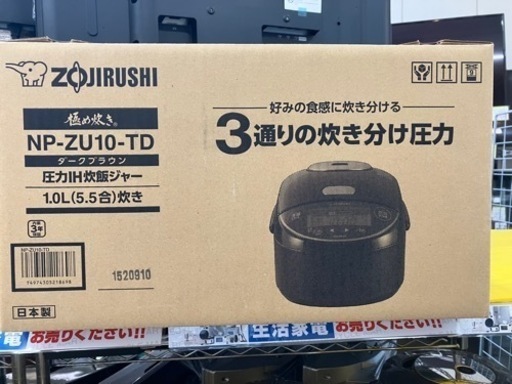 ZOJIRUSHI
極め炊き®
NP-ZU10-TD
ダークブラウン
圧力IH炊飯ジャー
1.0L(5.5合)炊き
好みの食感に炊き分ける
3通りの炊き分け圧力
3年
NP-ZU10-TD
1520910
日本製
お売りください!!
生活家電 お売りください!!